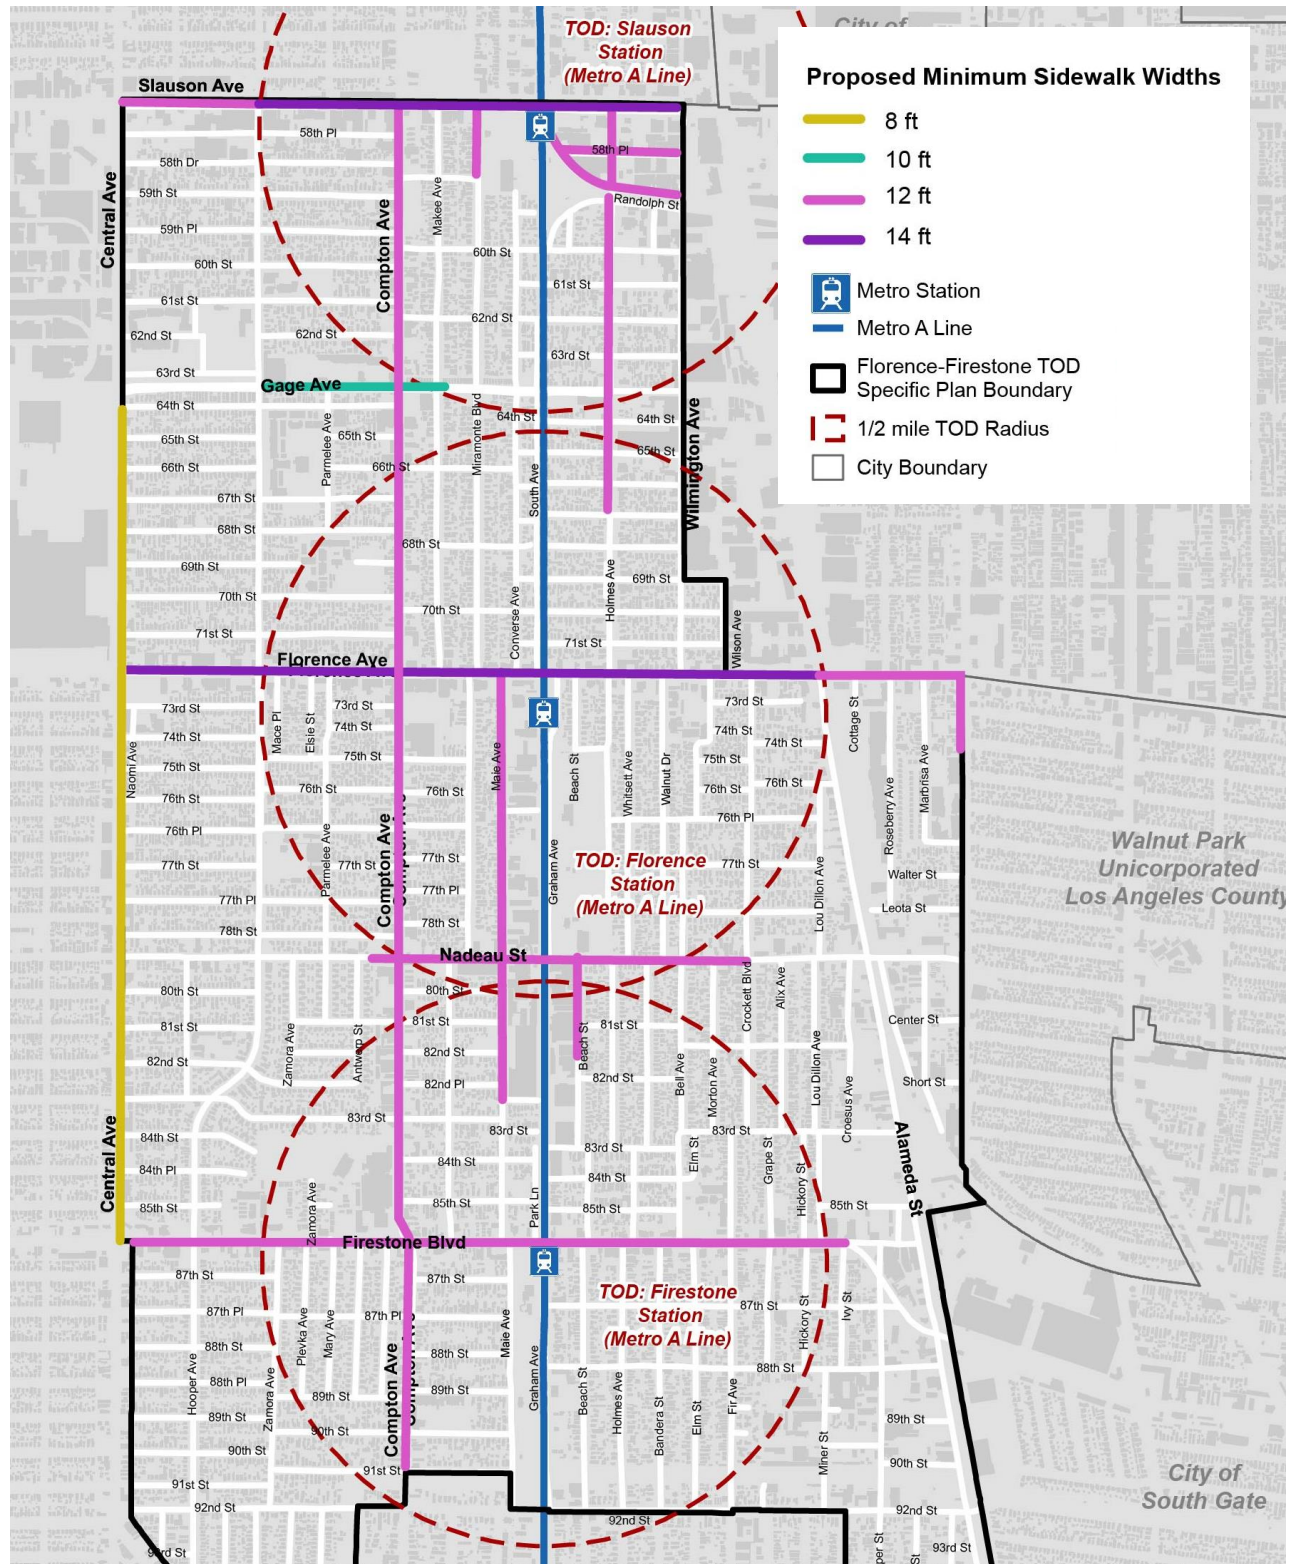 City of
TOD: Slauson
Station
(Metro A Line)
Proposed Minimum Sidewalk Widths
8 ft
10 ft
12 ft
14 ft
Metro Station
Metro A Line
Florence-Firestone TOD
Specific Plan Boundary
1/2 mile TOD Radius
City Boundary
Slauson Ave
58th Pl
58th Pl
58th Dr
59th St
Makee Ave
Randolph St
Central Ave
Compton Ave
59th Pl
60th St
60th St
61st St
61st St
62nd St
62nd St
62nd St
63rd St
63rd St
Gage Ave
64th St
64th St
64th St
Miramonte Blvd
Parmelee Ave
65th St
65th St
65th St
66th St
66th St
Wilmington Ave
South Ave
67th St
68th St
68th St
69th St
69th St
70th St
70th St
Converse Ave
Holmes Ave
71st St
71st St
Wilson Ave
Florence Ave
Florence Ave
73rd St
73rd St
73rd St
Mace Pl
Elsie St
74th St
74th St
74th St
74th St
Cottage St
Naomi Ave
75th St
75th St
75th St
Maie Ave
Beach St
Whitsett Ave
Walnut Dr
Roseberry Ave
Marbrisa Ave
76th St
76th St
76th St
76th St
76th St
76th Pl
76th Pl
Compton Ave
Compton Ave
Parmelee Ave
77th St
77th St
77th St
77th St
Graham Ave
TOD: Florence
Station
(Metro A Line)
Lou Dillon Ave
Walter St
Walnut Park
Unicorporated
Los Angeles County
77th Pl
77th Pl
Leota St
78th St
78th St
Nadeau St
80th St
80th St
Crockett Blvd
Alix Ave
81st St
81st St
81st St
Center St
Zamora Ave
Antwerp St
Beach St
82nd St
82nd St
82nd St
82nd Pl
Bell Ave
Morton Ave
Lou Dillon Ave
Croesus Ave
Short St
83rd St
83rd St
83rd St
83rd St
84th St
84th St
84th St
84th Pl
Elm St
Grape St
Hickory St
Alameda St
Central Ave
85th St
85th St
85th St
85th St
Zamora Ave
Park Ln
Firestone Blvd
87th St
87th St
87th St
TOD: Firestone
Station
(Metro A Line)
87th Pl
87th Pl
Plevka Ave
Mary Ave
Maie Ave
Hickory St
Ivy St
88th St
88th St
88th St
88th Pl
Hooper Ave
Zamora Ave
Compton Ave
Compton Ave
Graham Ave
Beach St
Holmes Ave
Bandera St
Elm St
Fir Ave
89th St
89th St
89th St
89th St
90th St
90th St
90th St
Miner St
91st St
91st St
92nd St
92nd St
92nd St
93rd St
93rd St
per St
St
City of
South Gate